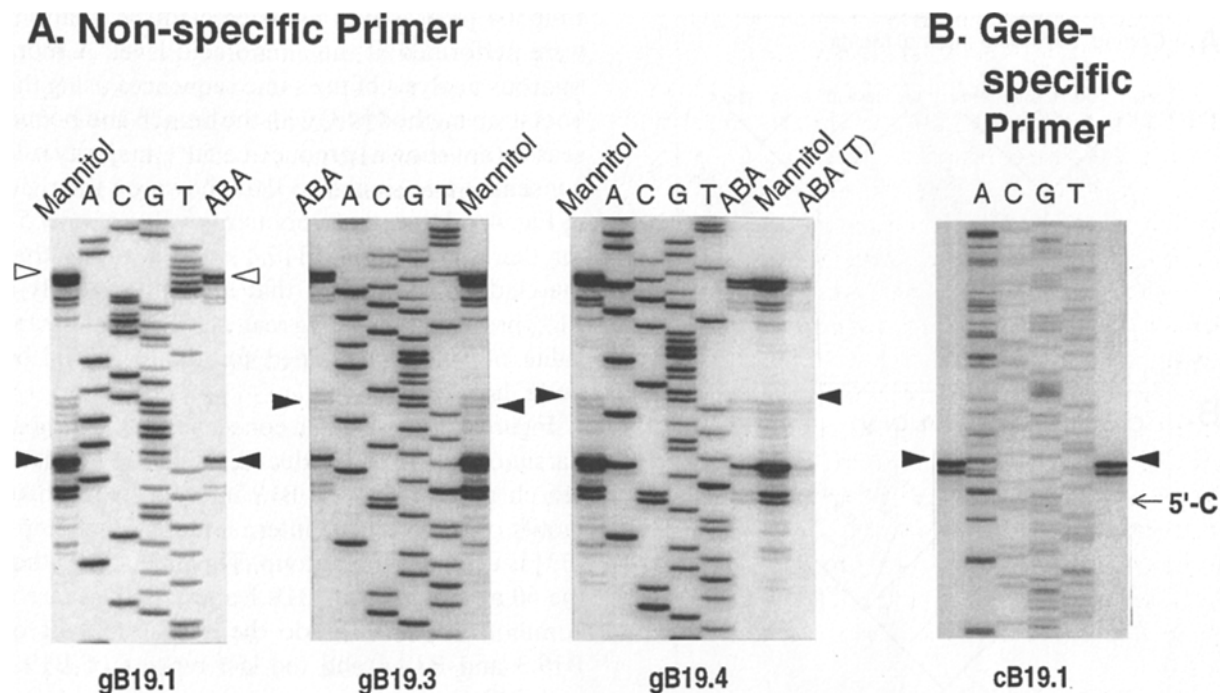 A. Non-specific Primer
B. Gene-
specific
Primer
Mannitol A C G T ABA
ABA A C G T Mannitol
Mannitol A C G T ABA Mannitol ABA (T)
A C G T
5'-C
gB19.1
gB19.3
gB19.4
cB19.1